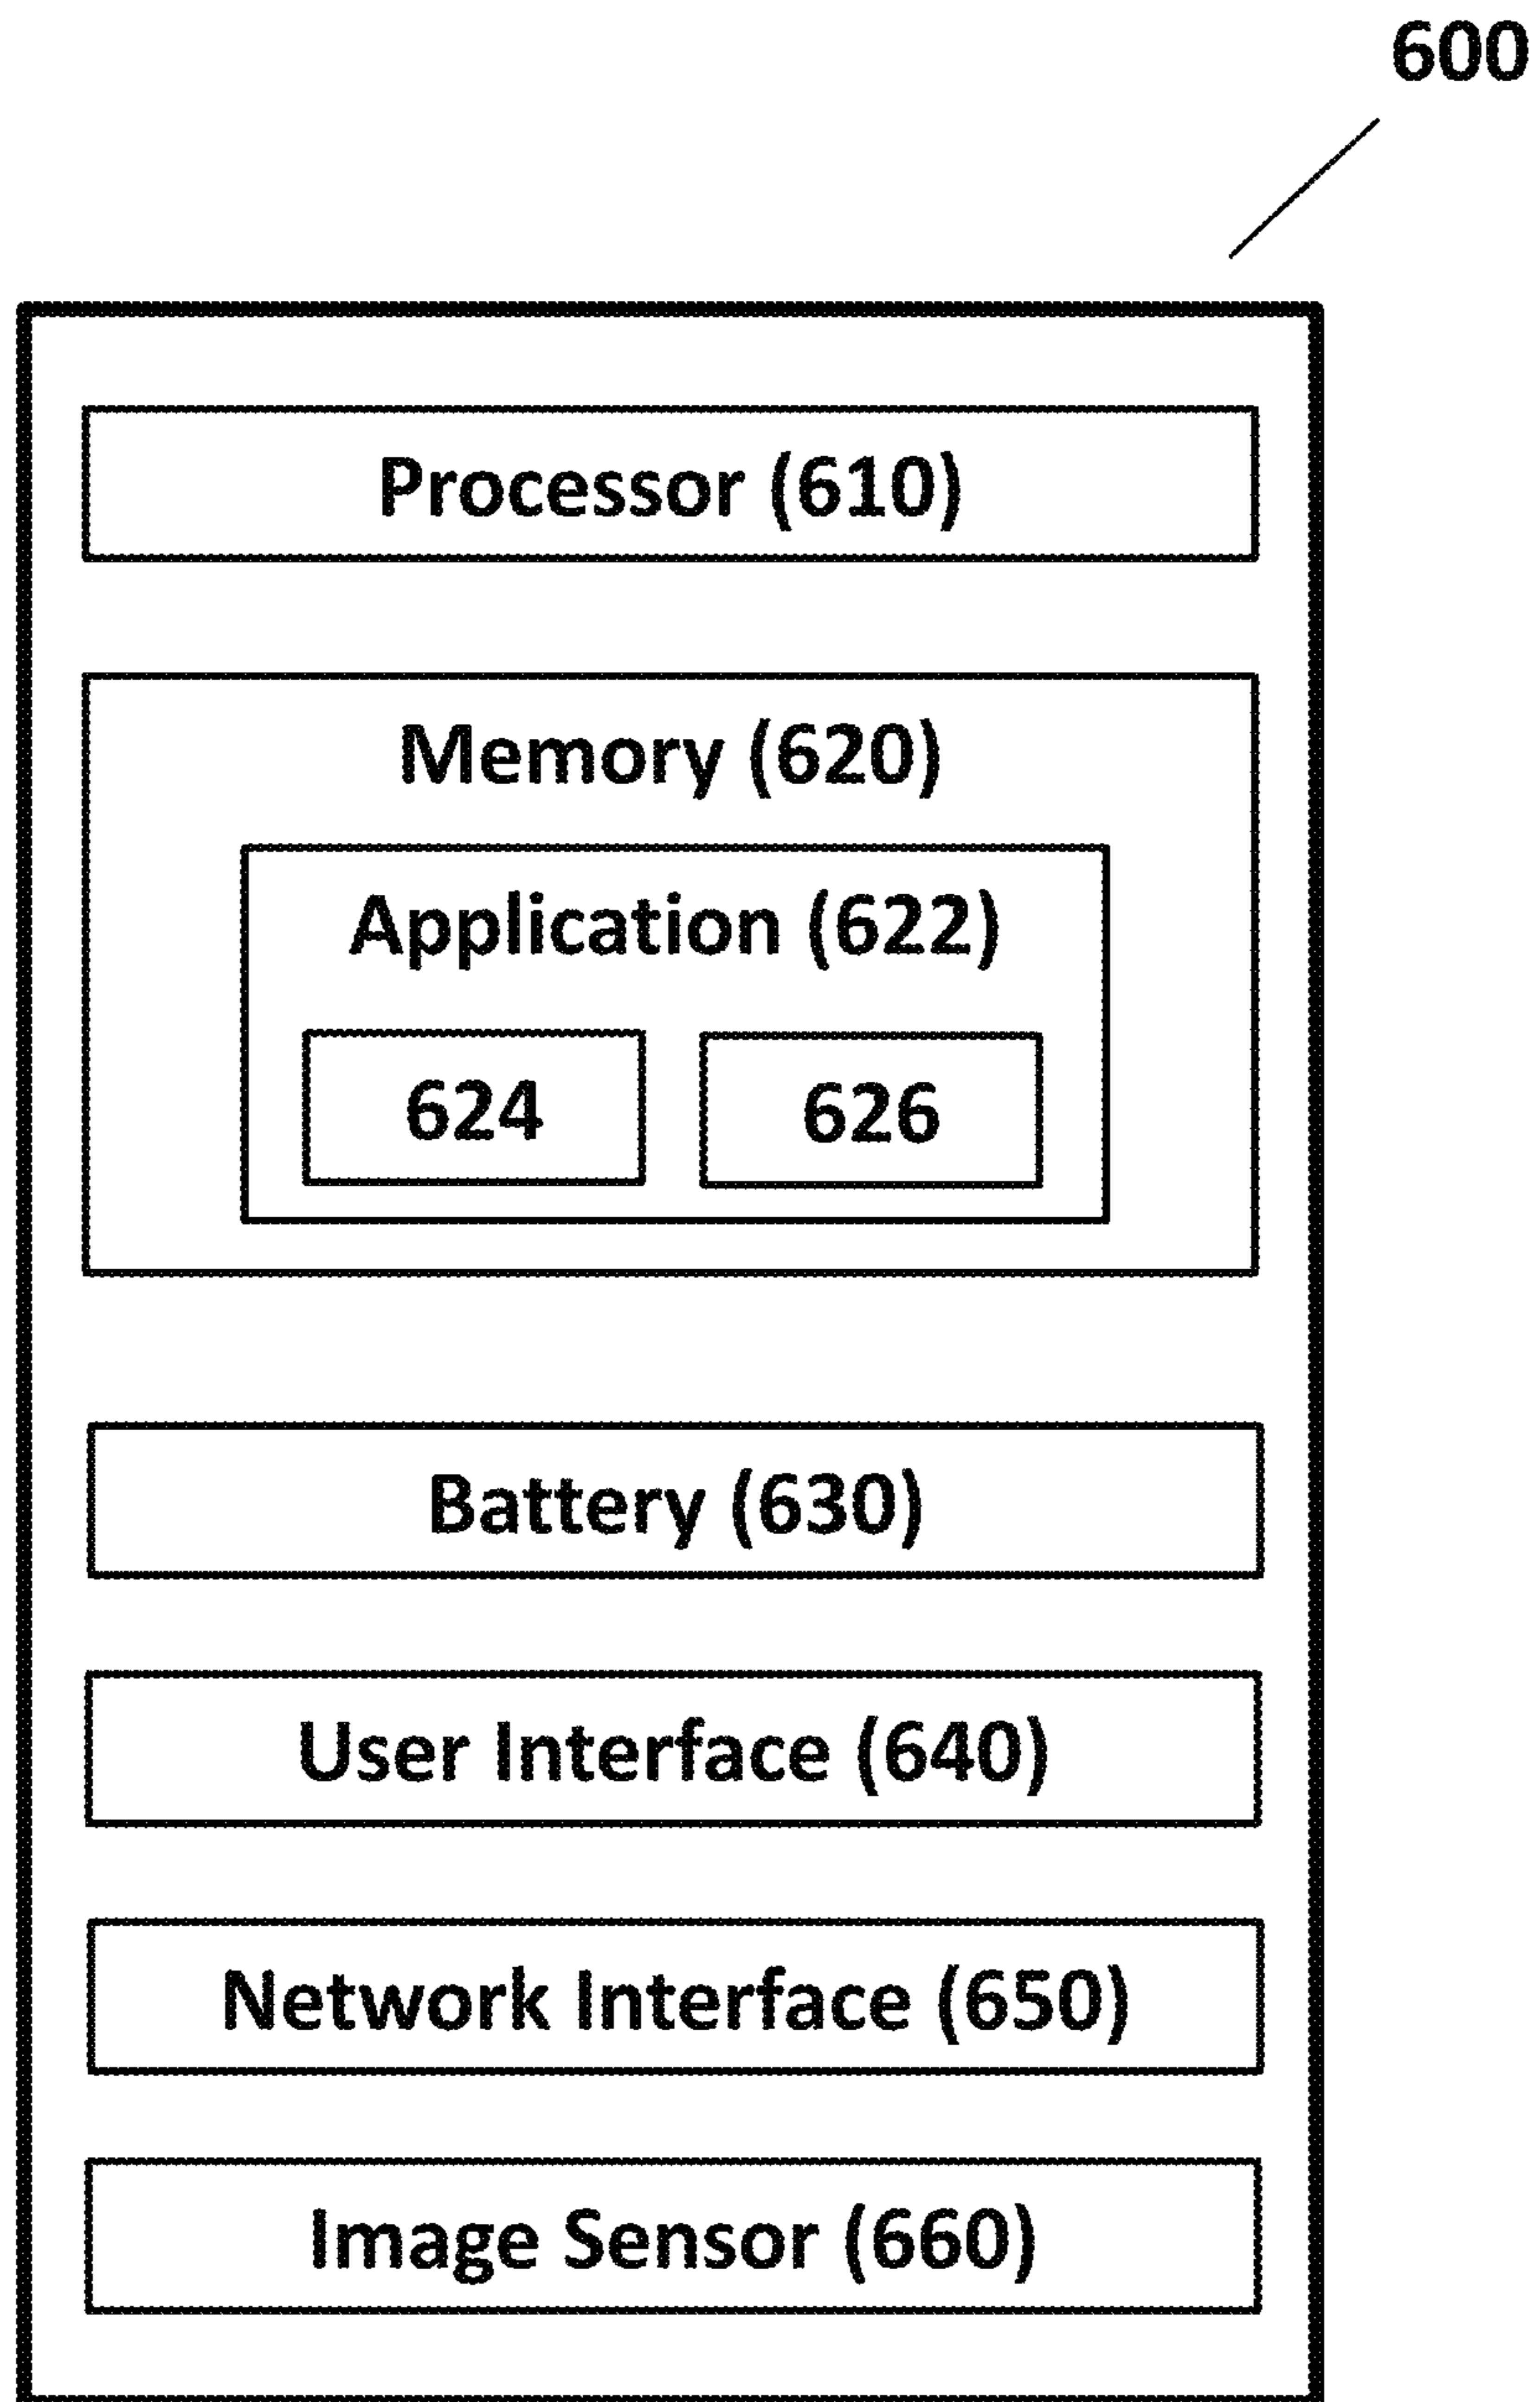 600
Processor (610)
Memory (620)
Application (622)
624 626
Battery (630)
User Interface (640)
Network Interface (650)
Image Sensor (660)